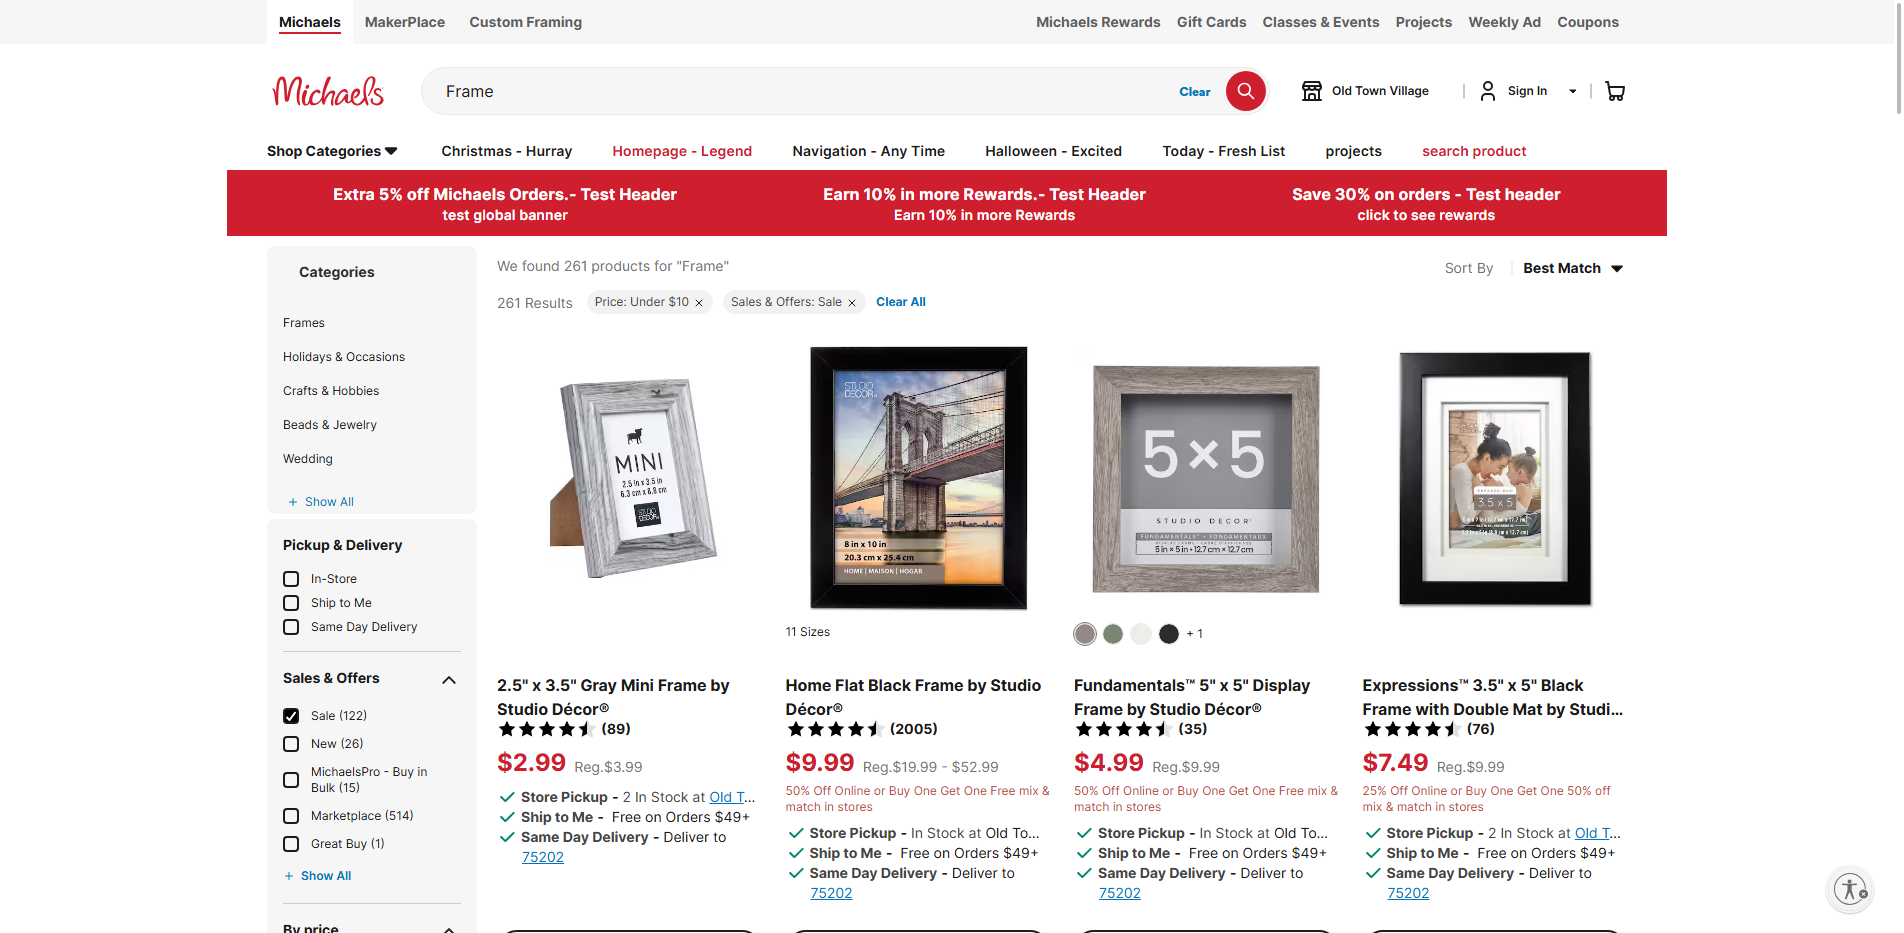 Michaels
MakerPlace
Custom Framing
Michaels Rewards
Gift Cards
Classes & Events
Projects
Weekly Ad
Coupons
Michaels
Frame
Clear
Old Town Village
Sign In
Shop Categories
Christmas - Hurray
Homepage - Legend
Navigation - Any Time
Halloween - Excited
Today - Fresh List
projects
search product
Extra 5% off Michaels Orders.- Test Header
test global banner
Earn 10% in more Rewards.- Test Header
Earn 10% in more Rewards
Save 30% on orders - Test header
click to see rewards
Categories
Frames
Holidays & Occasions
Crafts & Hobbies
Beads & Jewelry
Wedding
+ Show All
Pickup & Delivery
In-Store
Ship to Me
Same Day Delivery
Sales & Offers
Sale (122)
New (26)
MichaelsPro - Buy in
Bulk (15)
Marketplace (514)
Great Buy (1)
+ Show All
By price
We found 261 products for "Frame"
Sort By
Best Match
261 Results
Price: Under $10 ×
Sales & Offers: Sale ×
Clear All
MINI
2.5 in x 3.5 in
6.3 cm x 8.8 cm
STUDIO
DÉCOR
2.5" x 3.5" Gray Mini Frame by
Studio Décor®
(89)
$2.99 Reg.$3.99
Store Pickup - 2 In Stock at Old T...
Ship to Me - Free on Orders $49+
Same Day Delivery - Deliver to
75202
STUDIO
DÉCOR
8 in x 10 in
20.3 cm x 25.4 cm
HOME | MAISON | HOGAR
11 Sizes
Home Flat Black Frame by Studio
Décor®
(2005)
$9.99 Reg.$19.99 - $52.99
50% Off Online or Buy One Get One Free mix &
match in stores
Store Pickup - In Stock at Old To...
Ship to Me - Free on Orders $49+
Same Day Delivery - Deliver to
75202
5×5
STUDIO DECOR®
FUNDAMENTALS™ · FONDAMENTAUX
5 in × 5 in • 12.7 cm × 12.7 cm
+ 1
Fundamentals™ 5" x 5" Display
Frame by Studio Décor®
(35)
$4.99 Reg.$9.99
50% Off Online or Buy One Get One Free mix &
match in stores
Store Pickup - In Stock at Old To...
Ship to Me - Free on Orders $49+
Same Day Delivery - Deliver to
75202
EXPRESSIONS
3.5 x 5
Expressions™ 3.5" x 5" Black
Frame with Double Mat by Studi...
(76)
$7.49 Reg.$9.99
25% Off Online or Buy One Get One 50% off
mix & match in stores
Store Pickup - 2 In Stock at Old T...
Ship to Me - Free on Orders $49+
Same Day Delivery - Deliver to
75202